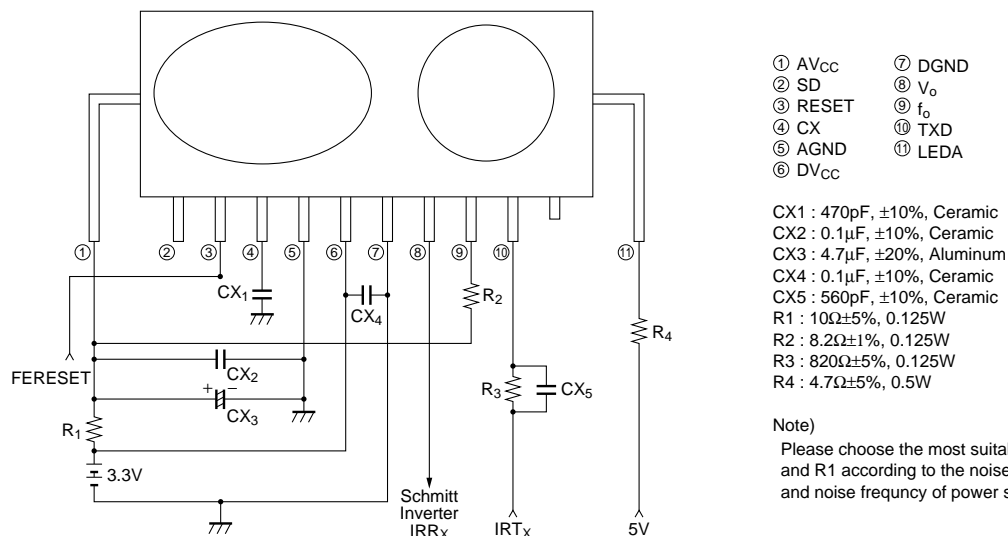 ① AVCC
② SD
③ RESET
④ CX
⑤ AGND
⑥ DVCC
⑦ DGND
⑧ Vo
⑨ fo
⑩ TXD
⑪ LEDA
CX1 : 470pF, ±10%, Ceramic
CX2 : 0.1μF, ±10%, Ceramic
CX3 : 4.7μF, ±20%, Aluminum
CX4 : 0.1μF, ±10%, Ceramic
CX5 : 560pF, ±10%, Ceramic
R1 : 10Ω±5%, 0.125W
R2 : 8.2Ω±1%, 0.125W
R3 : 820Ω±5%, 0.125W
R4 : 4.7Ω±5%, 0.5W
Note)
Please choose the most
and R1 according to the noise
and noise frequncy of power
① ② ③ ④ ⑤ ⑥ ⑦ ⑧ ⑨ ⑩ ⑪
CX1
CX4
R2
R4
FERESET
CX2
R3
CX5
+ −
CX3
R1
3.3V
Schmitt
Inverter
IRRX
IRTX
5V